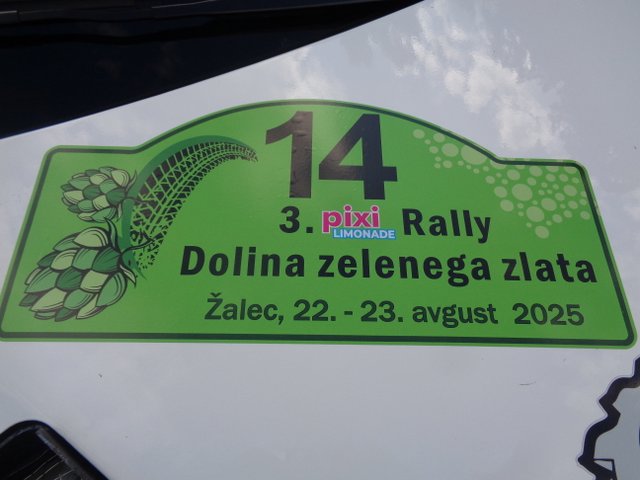 14
3. pixi LIMONADE Rally
Dolina zelenega zlata
Žalec, 22. - 23. avgust 2025